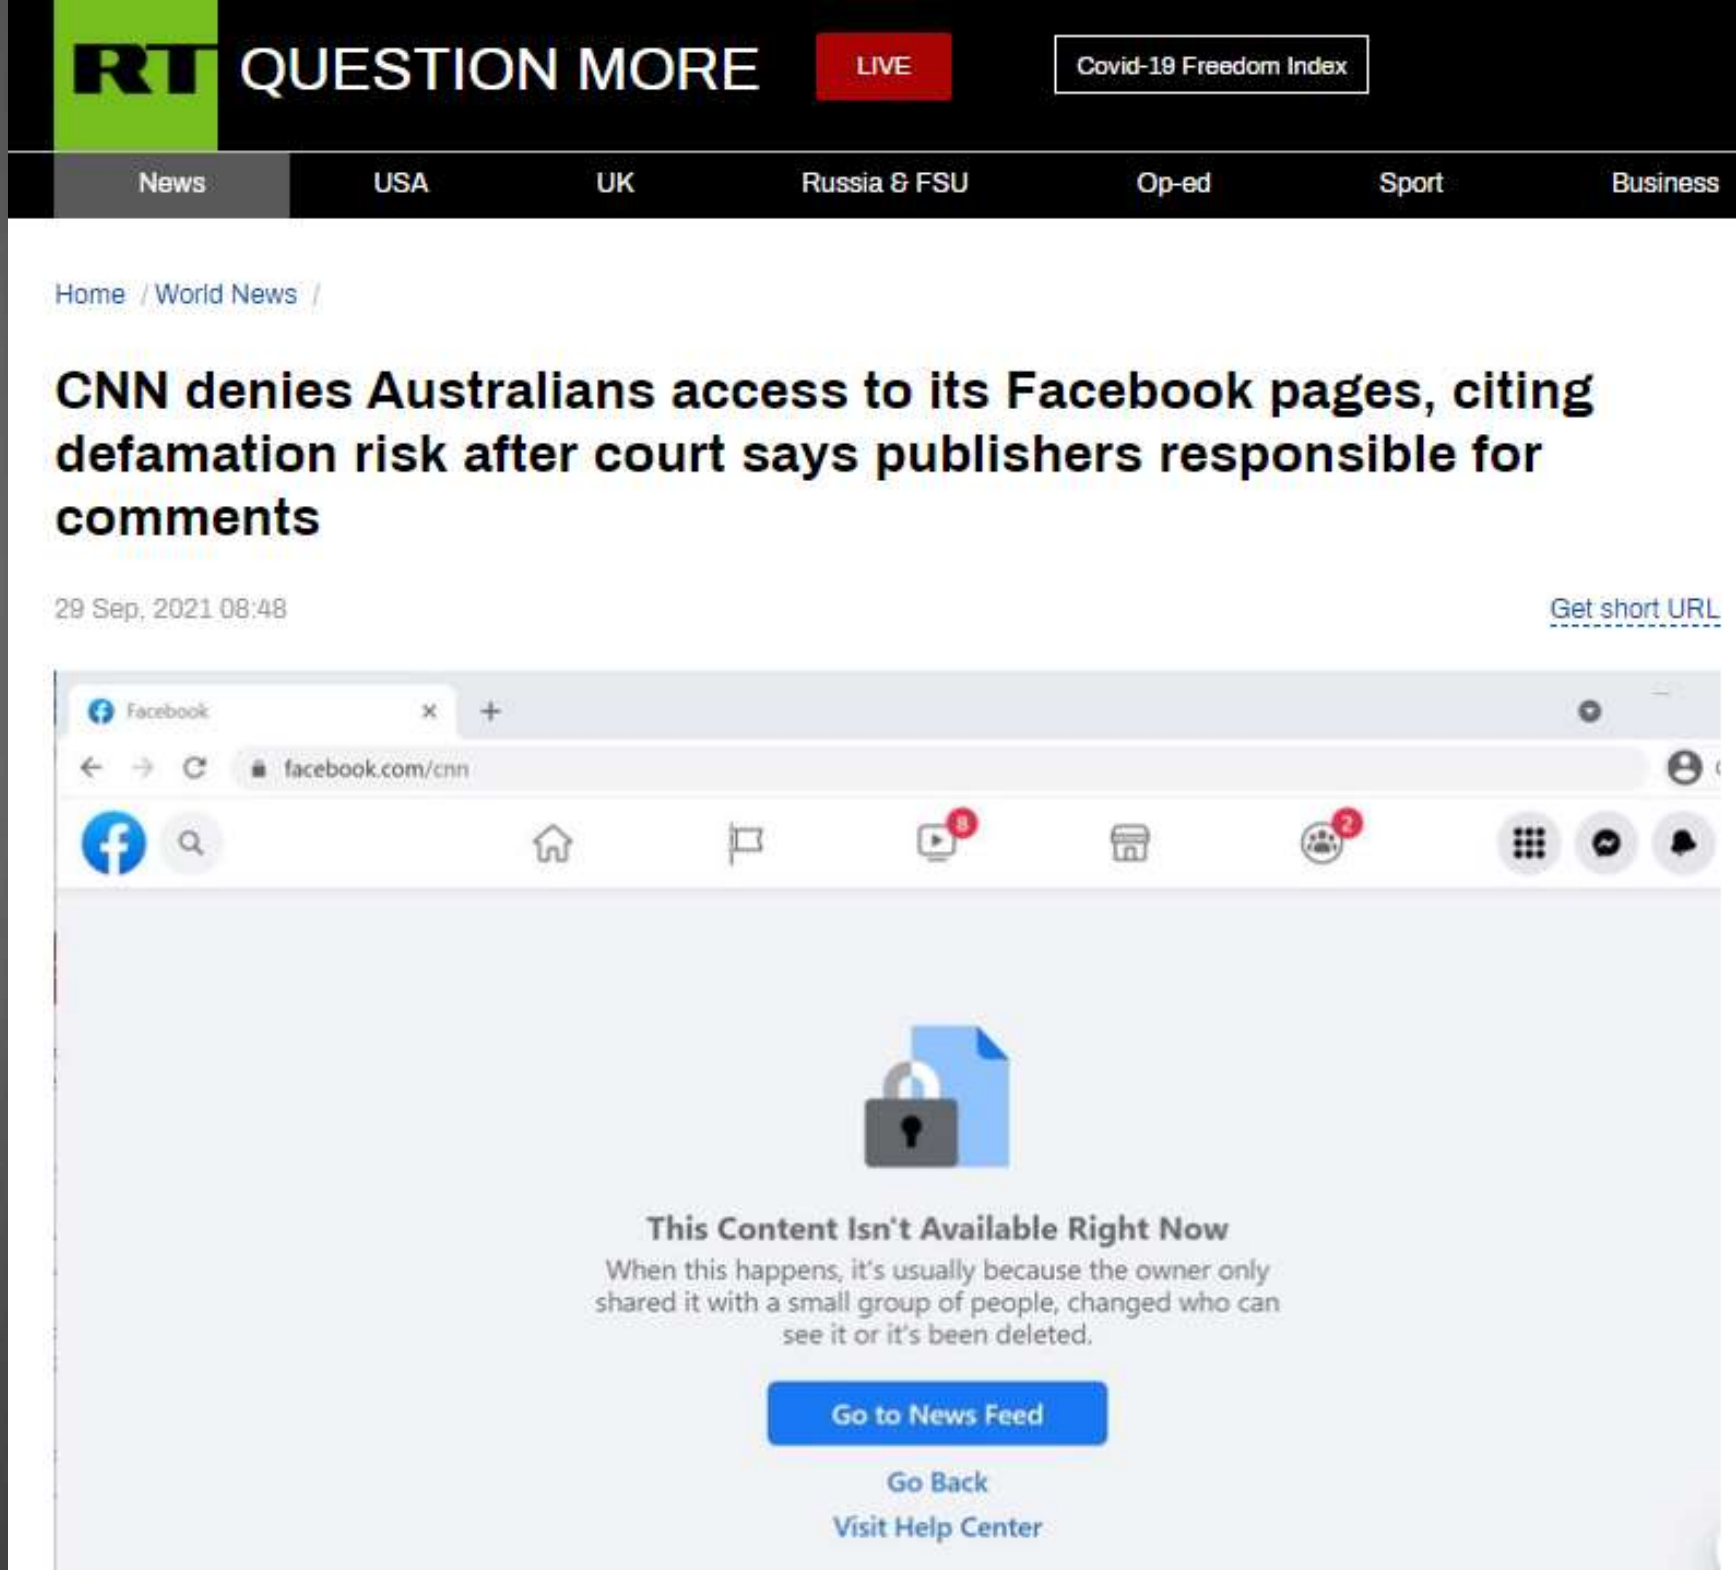 RT QUESTION MORE LIVE Covid-19 Freedom Index
News USA UK Russia & FSU Op-ed Sport Business
Home / World News /
CNN denies Australians access to its Facebook pages, citing
defamation risk after court says publishers responsible for
comments
29 Sep, 2021 08:48 Get short URL
Facebook
facebook.com/cnn
8 2
This Content Isn't Available Right Now
When this happens, it's usually because the owner only
shared it with a small group of people, changed who can
see it or it's been deleted.
Go to News Feed
Go Back
Visit Help Center